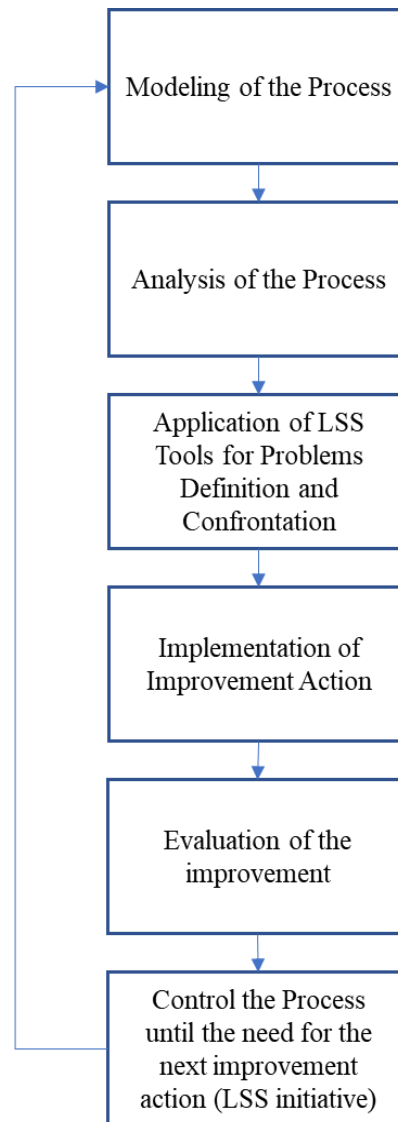 Modeling of the Process
Analysis of the Process
Application of LSS
Tools for Problems
Definition and
Confrontation
Implementation of
Improvement Action
Evaluation of the
improvement
Control the Process
until the need for the
next improvement
action (LSS initiative)